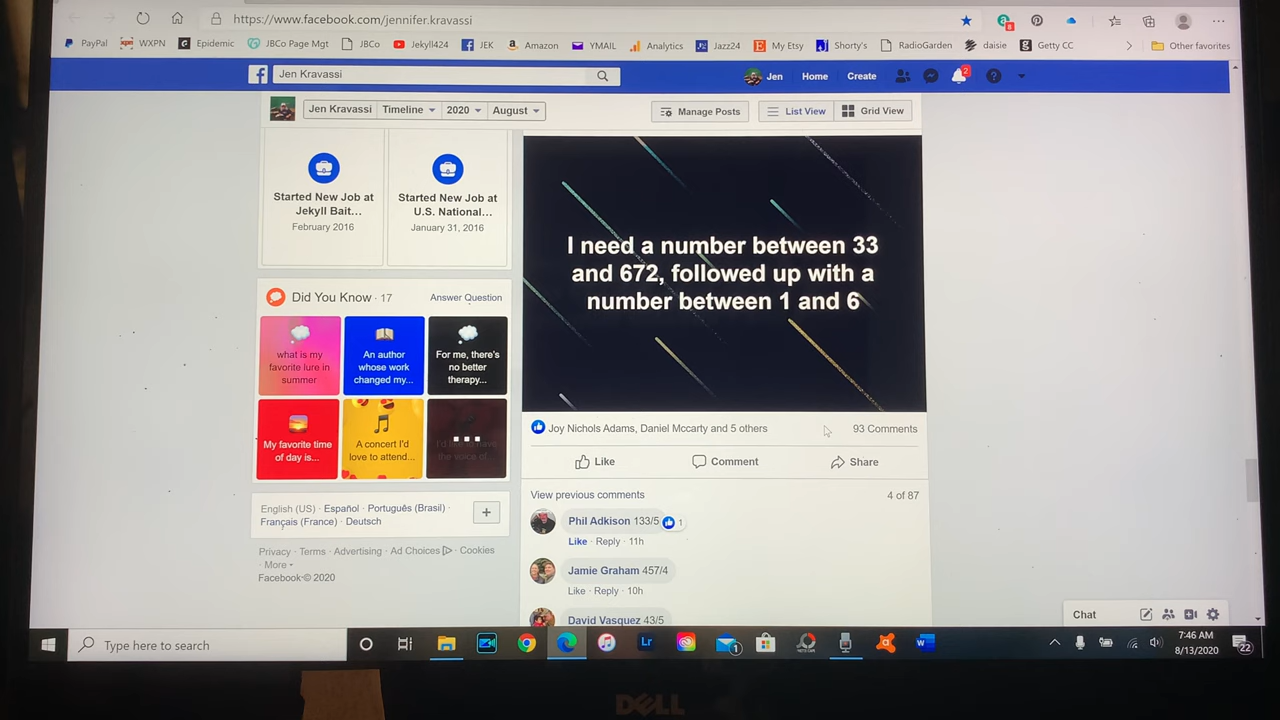 https://www.facebook.com/jennifer.kravassi
PayPal
WXPN
Epidemic
JBCo Page Mgt
JBCo
Jekyll424
JEK
Amazon
YMAIL
Analytics
Jazz24
My Etsy
Shorty's
RadioGarden
daisie
Getty CC
Other favorites
Jen Kravassi
Jen
Home
Create
2
Jen Kravassi
Timeline
2020
August
Manage Posts
List View
Grid View
Started New Job at
Jekyll Bait...
February 2016
Started New Job at
U.S. National...
January 31, 2016
Did You Know · 17
Answer Question
what is my
favorite lure in
summer
An author
whose work
changed my...
For me, there's
no better
therapy...
My favorite time
of day is...
A concert I'd
love to attend...
I'd like to have
the voice of...
English (US) · Español · Português (Brasil) ·
Français (France) · Deutsch
Privacy · Terms · Advertising · Ad Choices · Cookies
· More
Facebook © 2020
I need a number between 33
and 672, followed up with a
number between 1 and 6
Joy Nichols Adams, Daniel Mccarty and 5 others
93 Comments
Like
Comment
Share
View previous comments
4 of 87
Phil Adkison 133/5
1
Like · Reply · 11h
Jamie Graham 457/4
Like · Reply · 10h
David Vasquez 43/5
Chat
Type here to search
Lr
1
W
7:46 AM
8/13/2020
22
DELL